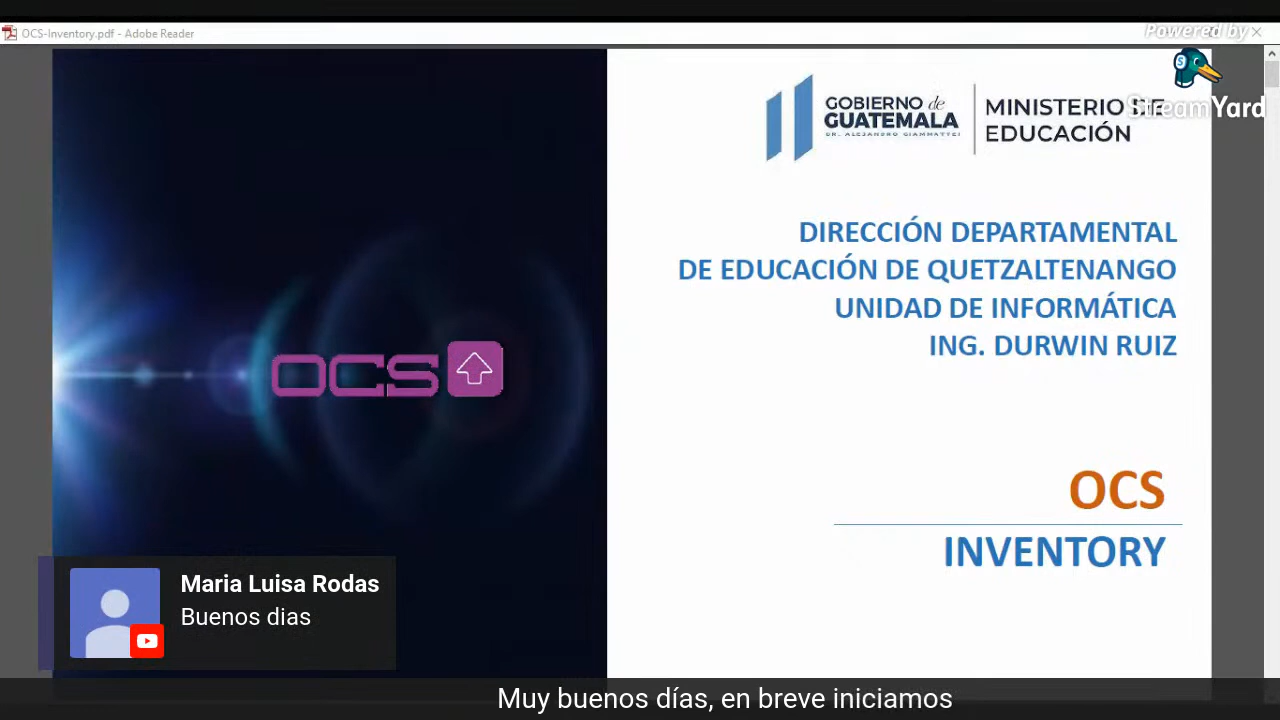 OCS-Inventory.pdf - Adobe Reader
Powered by
StreamYard
GOBIERNO de
GUATEMALA
DR. ALEJANDRO GIAMMATTEI
MINISTERIO DE
EDUCACIÓN
DIRECCIÓN DEPARTAMENTAL
DE EDUCACIÓN DE QUETZALTENANGO
UNIDAD DE INFORMÁTICA
ING. DURWIN RUIZ
OCS
OCS
INVENTORY
Maria Luisa Rodas
Buenos dias
Muy buenos días, en breve iniciamos